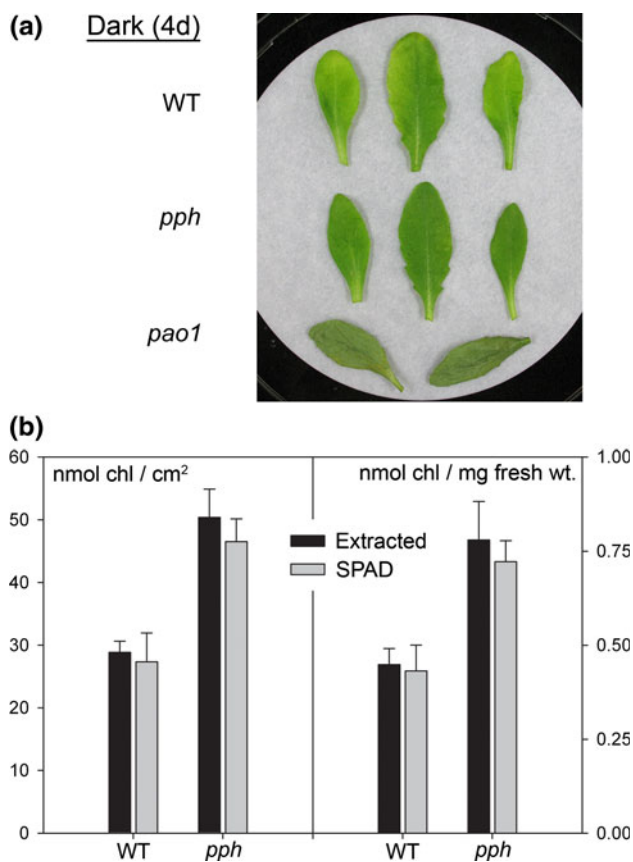 (a) Dark (4d)
WT
pph
pao1
(b)
60
50
40
30
20
10
0
nmol chl / cm²
nmol chl / mg fresh wt.
Extracted
SPAD
1.00
0.75
0.50
0.25
0.00
WT
pph
WT
pph